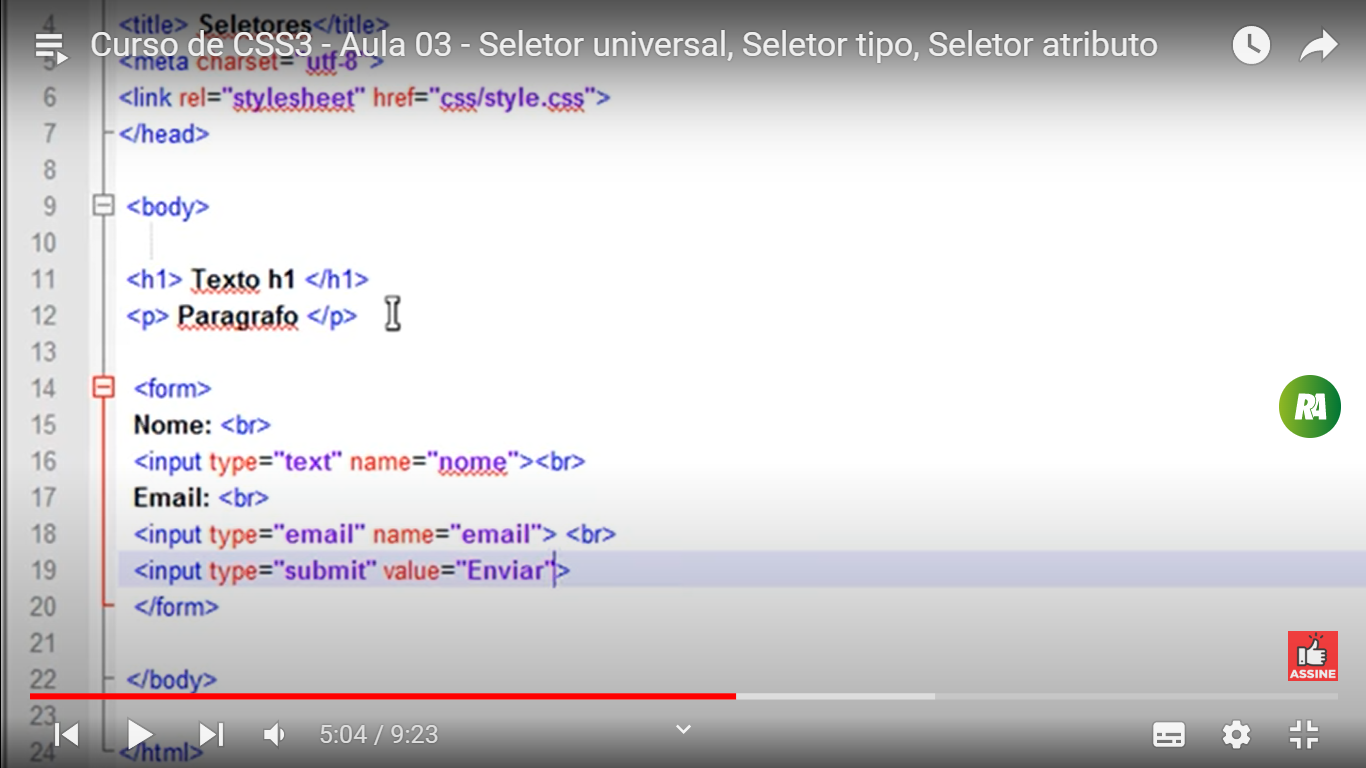 4 <title> Seletores</title>
Curso de CSS3 - Aula 03 - Seletor universal, Seletor tipo, Seletor atributo
5 <meta charset="utf-8">
6 <link rel="stylesheet" href="css/style.css">
7 </head>
8
9 <body>
10
11 <h1> Texto h1 </h1>
12 <p> Paragrafo </p>
13
14 <form>
RA
15 Nome: <br>
16 <input type="text" name="nome"><br>
17 Email: <br>
18 <input type="email" name="email"> <br>
19 <input type="submit" value="Enviar">
20 </form>
21
ASSINE
22 </body>
23
5:04 / 9:23
24 </html>